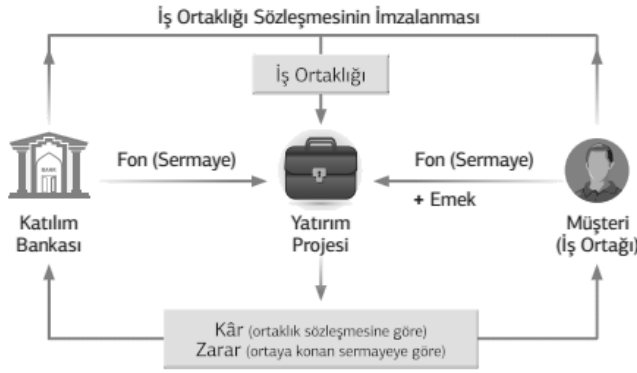 İş Ortaklığı Sözleşmesinin İmzalanması
İş Ortaklığı
BANK
Fon (Sermaye)
Fon (Sermaye)
+ Emek
Katılım
Bankası
Yatırım
Projesi
Müşteri
(İş Ortağı)
Kâr (ortaklık sözleşmesine göre)
Zarar (ortaya konan sermayeye göre)